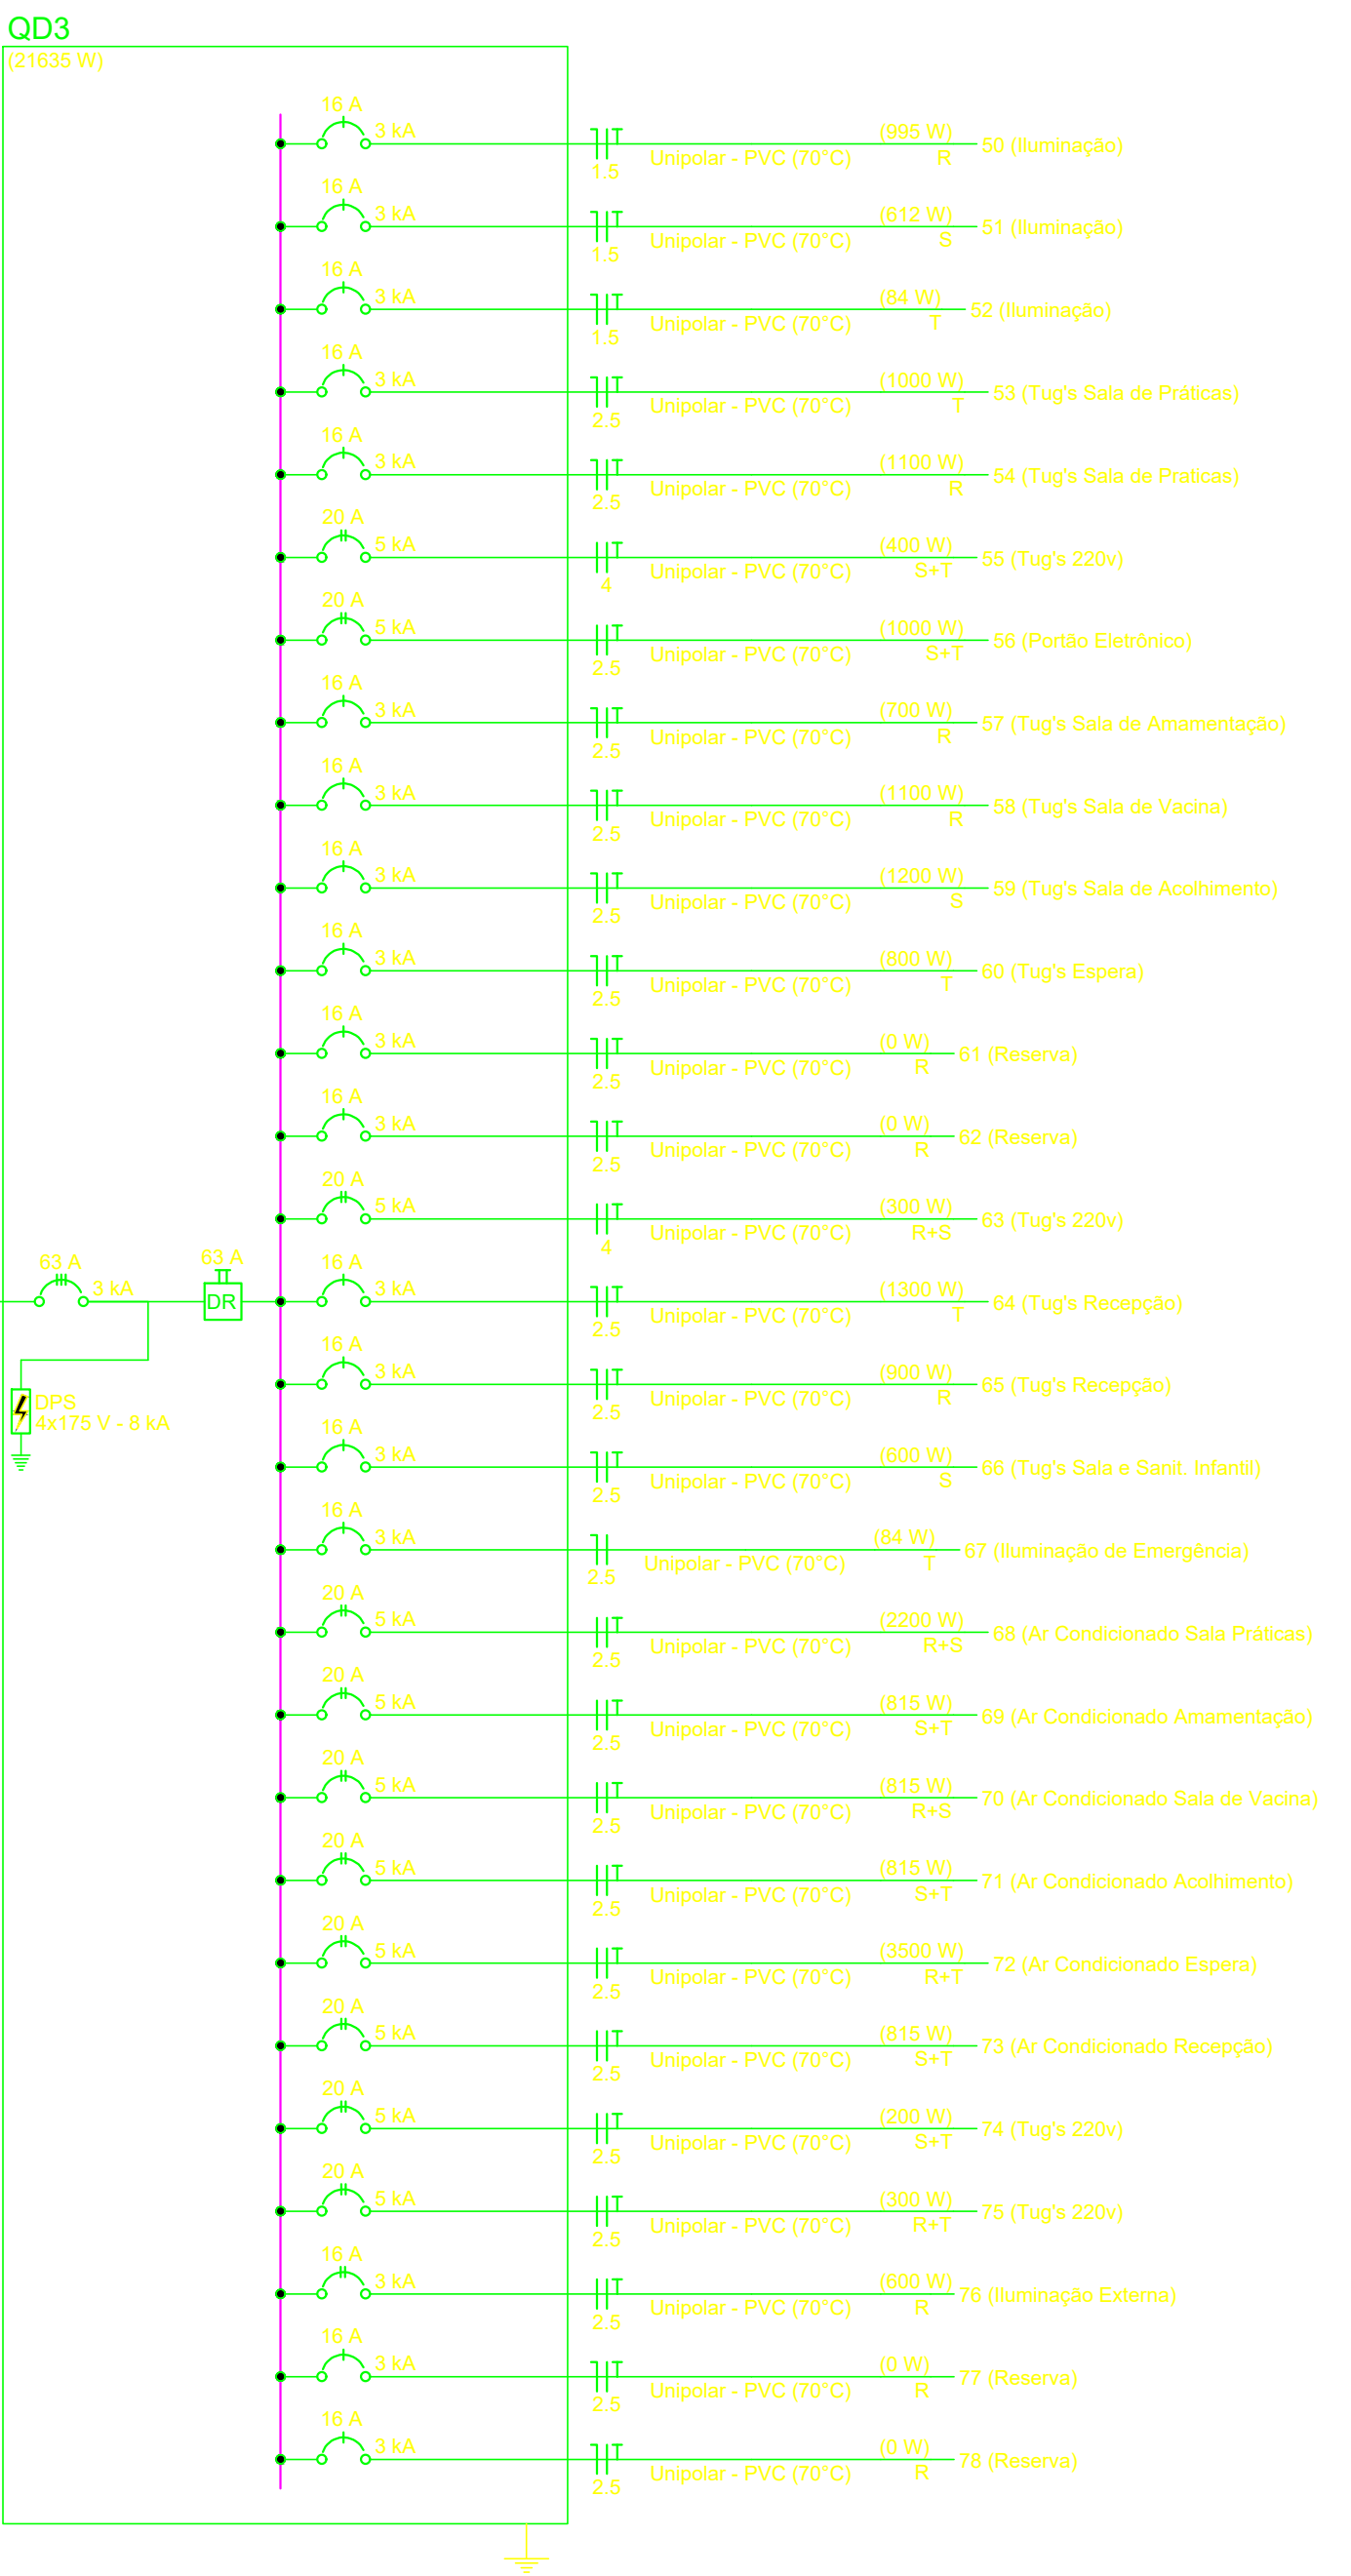 QD3
(21635 W)
16 A
3 kA
1.5
Unipolar - PVC (70°C)
(995 W)
R
50 (Iluminação)
16 A
3 kA
1.5
Unipolar - PVC (70°C)
(612 W)
S
51 (Iluminação)
16 A
3 kA
1.5
Unipolar - PVC (70°C)
(84 W)
T
52 (Iluminação)
16 A
3 kA
2.5
Unipolar - PVC (70°C)
(1000 W)
T
53 (Tug's Sala de Práticas)
16 A
3 kA
2.5
Unipolar - PVC (70°C)
(1100 W)
R
54 (Tug's Sala de Praticas)
20 A
5 kA
4
Unipolar - PVC (70°C)
(400 W)
S+T
55 (Tug's 220v)
20 A
5 kA
2.5
Unipolar - PVC (70°C)
(1000 W)
S+T
56 (Portão Eletrônico)
16 A
3 kA
2.5
Unipolar - PVC (70°C)
(700 W)
R
57 (Tug's Sala de Amamentação)
16 A
3 kA
2.5
Unipolar - PVC (70°C)
(1100 W)
R
58 (Tug's Sala de Vacina)
16 A
3 kA
2.5
Unipolar - PVC (70°C)
(1200 W)
S
59 (Tug's Sala de Acolhimento)
16 A
3 kA
2.5
Unipolar - PVC (70°C)
(800 W)
T
60 (Tug's Espera)
16 A
3 kA
2.5
Unipolar - PVC (70°C)
(0 W)
R
61 (Reserva)
16 A
3 kA
2.5
Unipolar - PVC (70°C)
(0 W)
R
62 (Reserva)
20 A
5 kA
4
Unipolar - PVC (70°C)
(300 W)
R+S
63 (Tug's 220v)
63 A
3 kA
63 A
DR
DPS
4x175 V - 8 kA
16 A
3 kA
2.5
Unipolar - PVC (70°C)
(1300 W)
T
64 (Tug's Recepção)
16 A
3 kA
2.5
Unipolar - PVC (70°C)
(900 W)
R
65 (Tug's Recepção)
16 A
3 kA
2.5
Unipolar - PVC (70°C)
(600 W)
S
66 (Tug's Sala e Sanit. Infantil)
16 A
3 kA
2.5
Unipolar - PVC (70°C)
(84 W)
T
67 (Iluminação de Emergência)
20 A
5 kA
2.5
Unipolar - PVC (70°C)
(2200 W)
R+S
68 (Ar Condicionado Sala Práticas)
20 A
5 kA
2.5
Unipolar - PVC (70°C)
(815 W)
S+T
69 (Ar Condicionado Amamentação)
20 A
5 kA
2.5
Unipolar - PVC (70°C)
(815 W)
R+S
70 (Ar Condicionado Sala de Vacina)
20 A
5 kA
2.5
Unipolar - PVC (70°C)
(815 W)
S+T
71 (Ar Condicionado Acolhimento)
20 A
5 kA
2.5
Unipolar - PVC (70°C)
(3500 W)
R+T
72 (Ar Condicionado Espera)
20 A
5 kA
2.5
Unipolar - PVC (70°C)
(815 W)
S+T
73 (Ar Condicionado Recepção)
20 A
5 kA
2.5
Unipolar - PVC (70°C)
(200 W)
S+T
74 (Tug's 220v)
20 A
5 kA
2.5
Unipolar - PVC (70°C)
(300 W)
R+T
75 (Tug's 220v)
16 A
3 kA
2.5
Unipolar - PVC (70°C)
(600 W)
R
76 (Iluminação Externa)
16 A
3 kA
2.5
Unipolar - PVC (70°C)
(0 W)
R
77 (Reserva)
16 A
3 kA
2.5
Unipolar - PVC (70°C)
(0 W)
R
78 (Reserva)